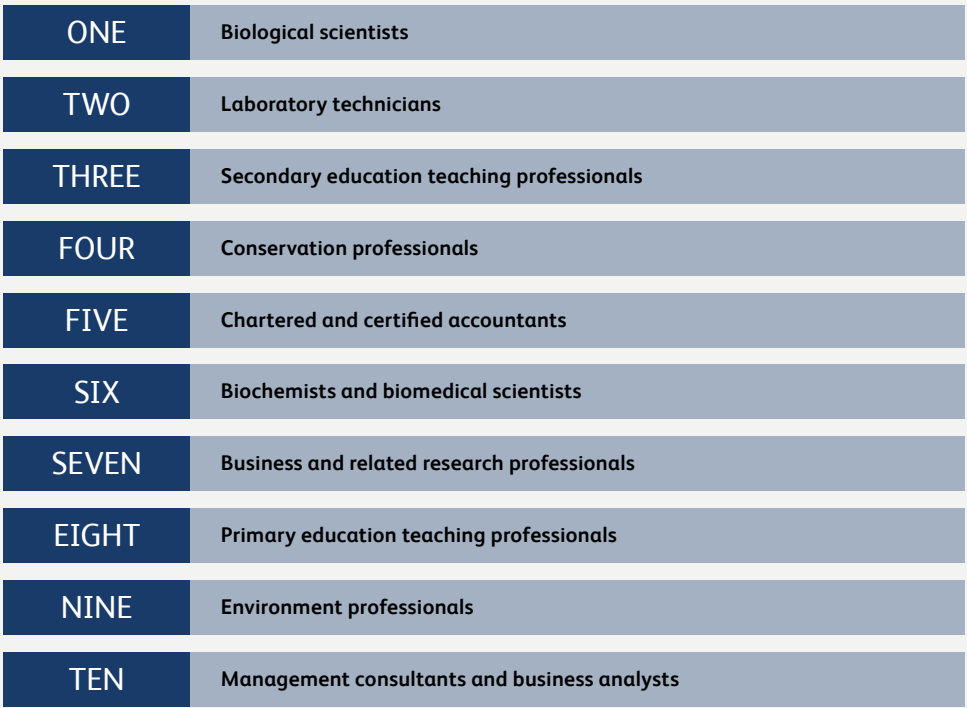 ONE Biological scientists
TWO Laboratory technicians
THREE Secondary education teaching professionals
FOUR Conservation professionals
FIVE Chartered and certified accountants
SIX Biochemists and biomedical scientists
SEVEN Business and related research professionals
EIGHT Primary education teaching professionals
NINE Environment professionals
TEN Management consultants and business analysts